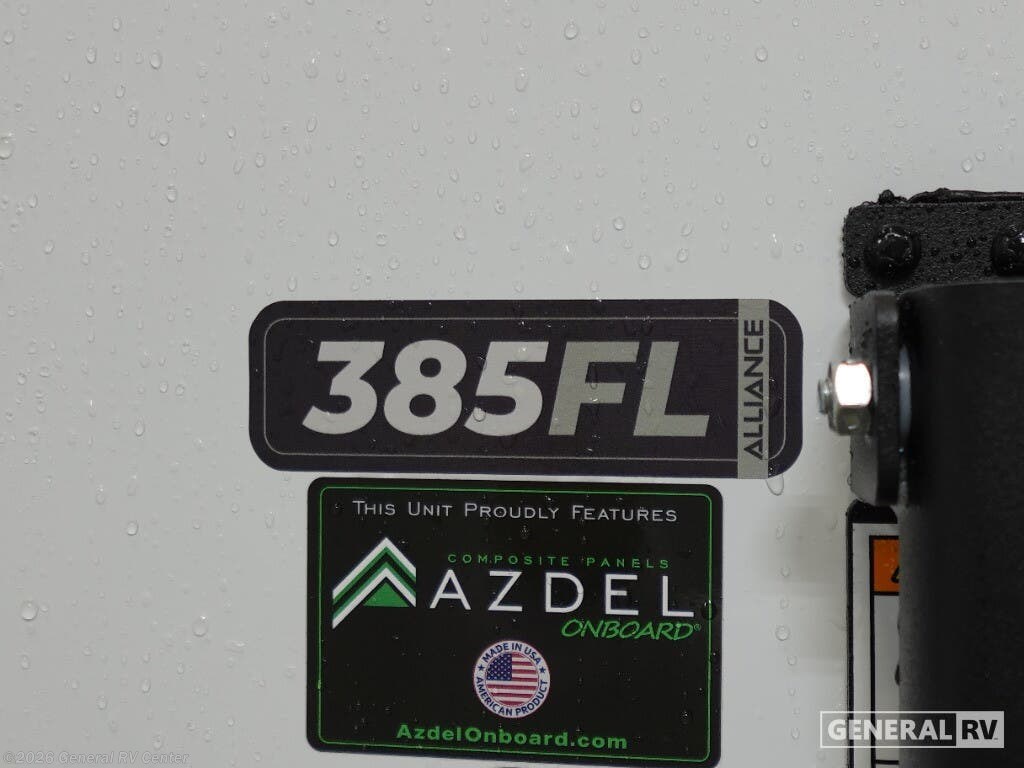 385FL
ALLIANCE
THIS UNIT PROUDLY FEATURES
COMPOSITE PANELS
AZDEL
ONBOARD®
MADE IN USA
AMERICAN PRODUCT
AzdelOnboard.com
GENERAL RV
©2026 General RV Center